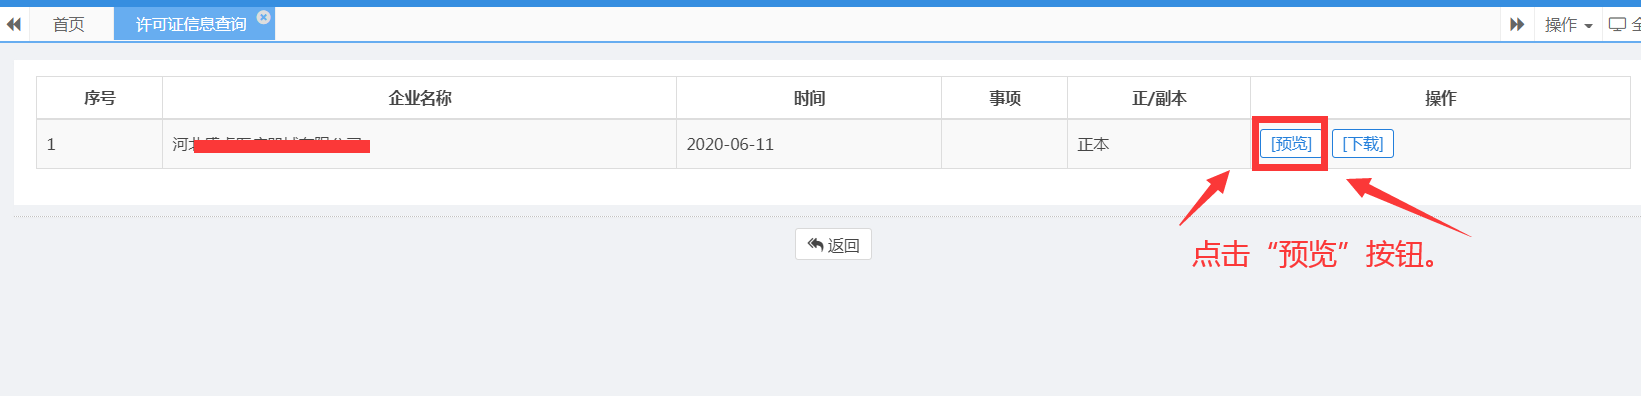 首页 许可证信息查询 操作
序号 企业名称 时间 事项 正/副本 操作
1 河北 2020-06-11 正本 [预览] [下载]
返回
点击“预览”按钮。